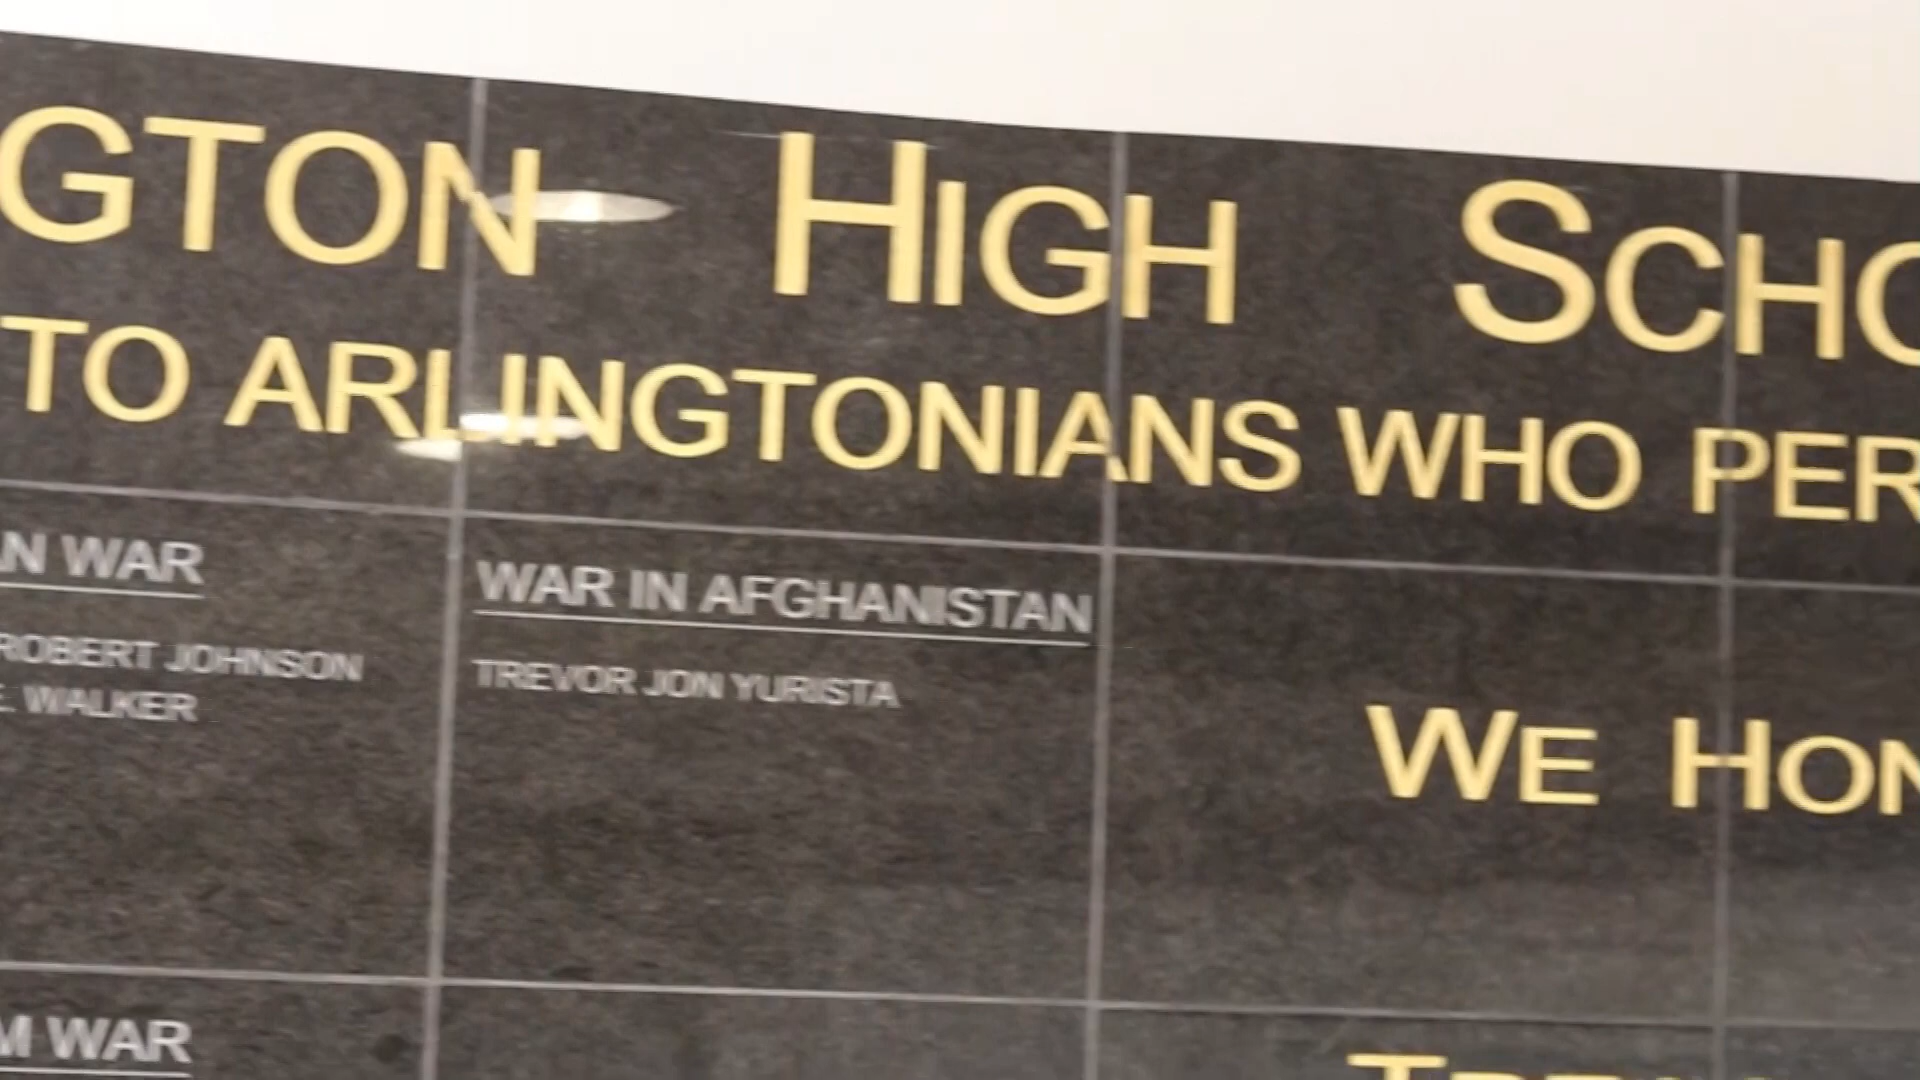 GTON HIGH SCHO
TO ARLINGTONIANS WHO PER
AN WAR
ROBERT JOHNSON
E. WALKER
WAR IN AFGHANISTAN
TREVOR JON YURISTA
WE HON
M WAR